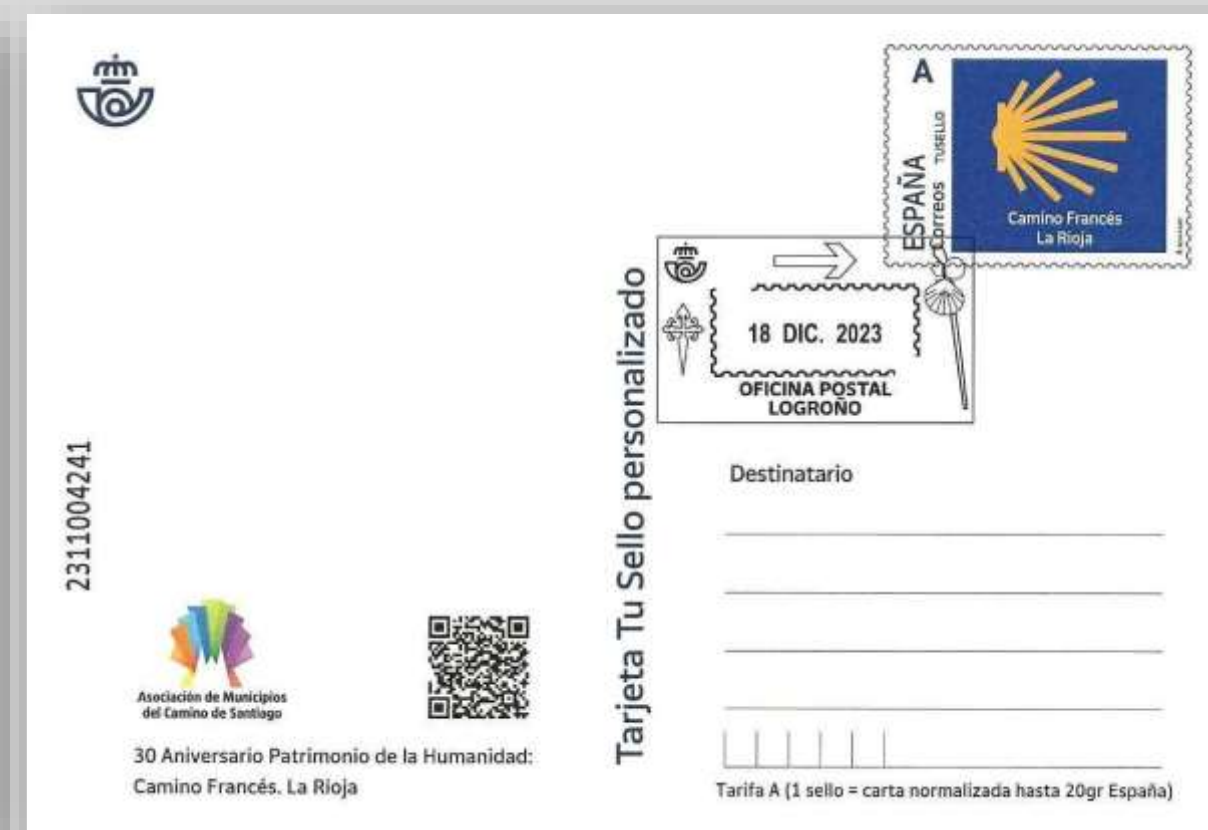 A
ESPAÑA
Correos TUSELLO
Camino Francés
La Rioja
18 DIC. 2023
OFICINA POSTAL
LOGROÑO
Tarjeta Tu Sello personalizado
Destinatario
2311004241
Asociación de Municipios
del Camino de Santiago
30 Aniversario Patrimonio de la Humanidad:
Camino Francés. La Rioja
Tarifa A (1 sello = carta normalizada hasta 20gr España)